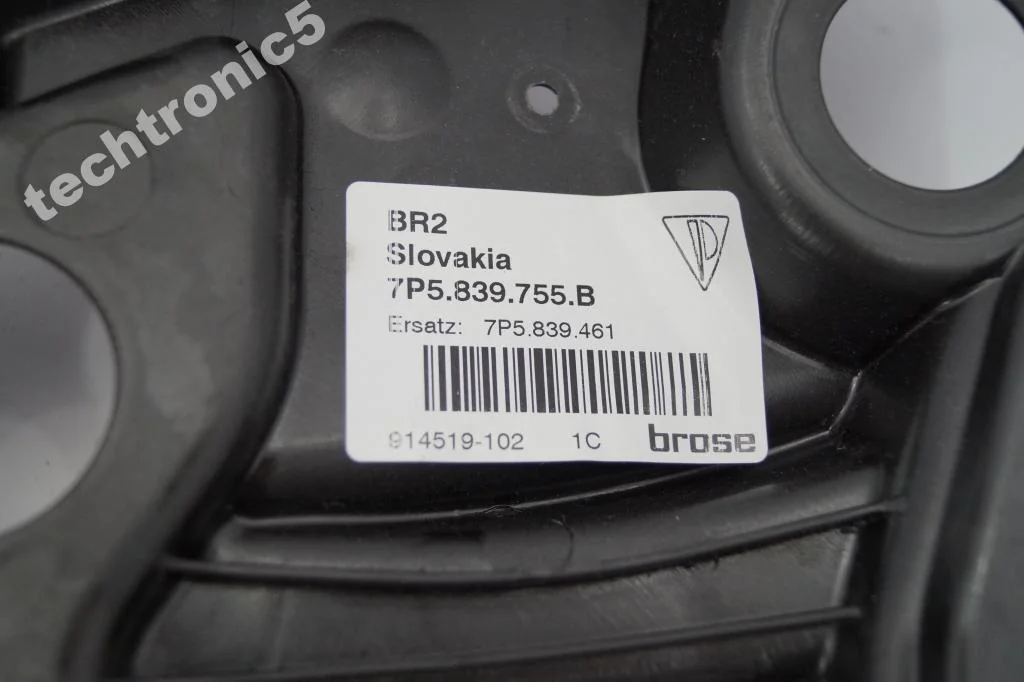 techtronic5
BR2
Slovakia
7P5.839.755.B
Ersatz: 7P5.839.461
914519-102 1C brose